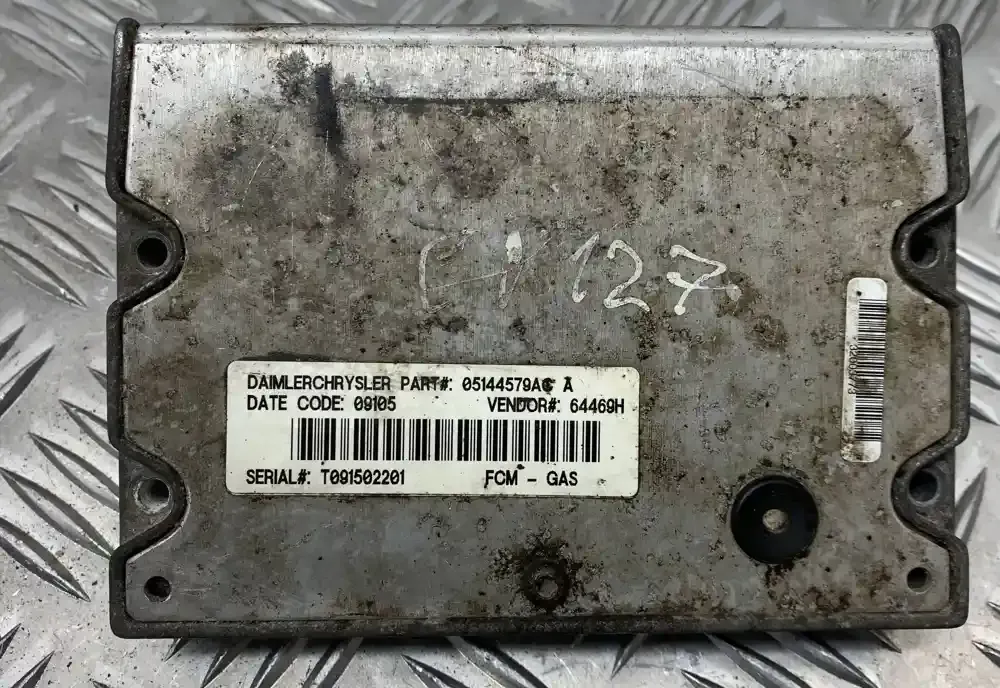 127
DAIMLERCHRYSLER PART#: 05144579AC A
DATE CODE: 09105 VENDOR#: 64469H
SERIAL#: T091502201 FCM - GAS